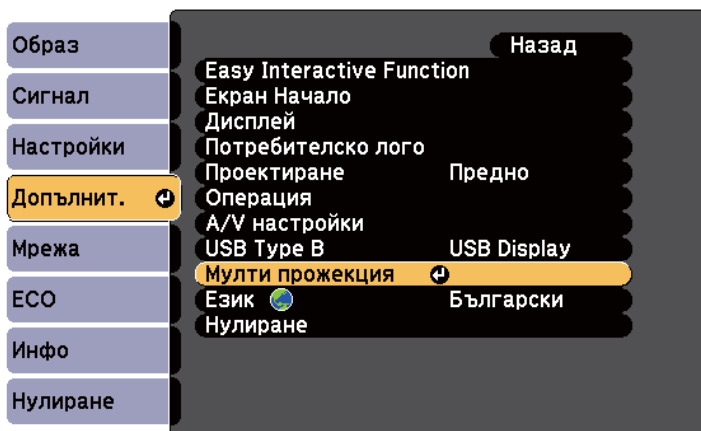 Образ
Сигнал
Настройки
Допълнит.
Мрежа
ECO
Инфо
Нулиране
Назад
Easy Interactive Function
Екран Начало
Дисплей
Потребителско лого
Проектиране Предно
Операция
A/V настройки
USB Type B USB Display
Мулти прожекция
Език Български
Нулиране